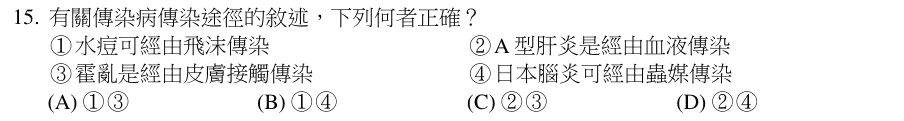 15. 有關傳染病傳染途徑的敘述，下列何者正確？
①水痘可經由飛沫傳染 ②A 型肝炎是經由血液傳染
③霍亂是經由皮膚接觸傳染 ④日本腦炎可經由蟲媒傳染
(A) ①③ (B) ①④ (C) ②③ (D) ②④